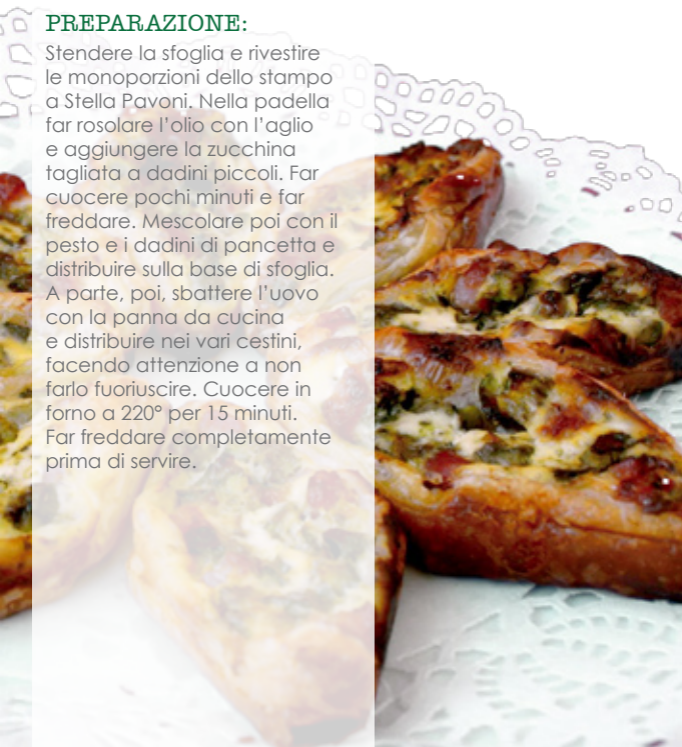 PREPARAZIONE:
Stendere la sfoglia e rivestire
le monoporzioni dello stampo
a Stella Pavoni. Nella padella
far rosolare l’olio con l’aglio
e aggiungere la zucchina
tagliata a dadini piccoli. Far
cuocere pochi minuti e far
freddare. Mescolare poi con il
pesto e i dadini di pancetta e
distribuire sulla base di sfoglia.
A parte, poi, sbattere l’uovo
con la panna da cucina
e distribuire nei vari cestini,
facendo attenzione a non
farlo fuoriuscire. Cuocere in
forno a 220° per 15 minuti.
Far freddare completamente
prima di servire.